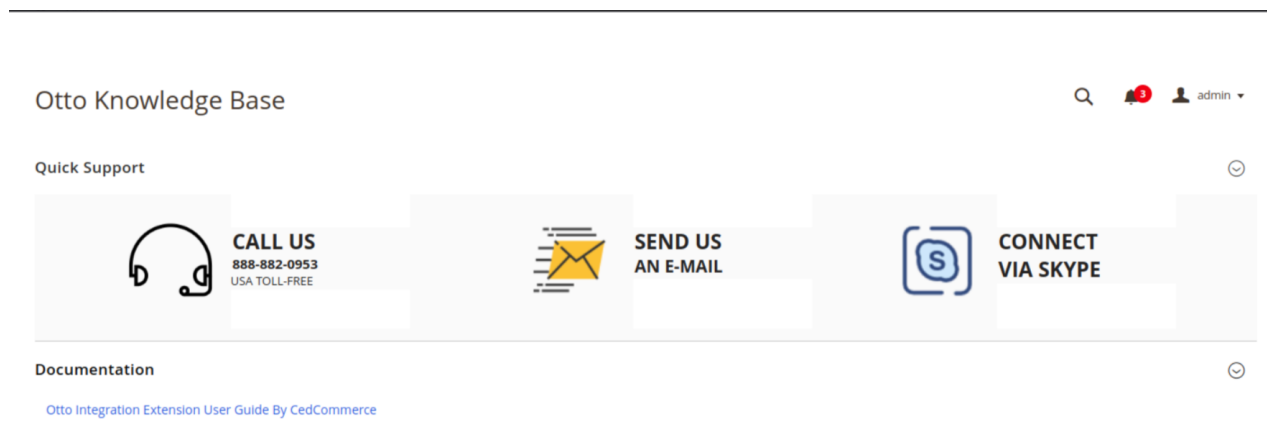 Otto Knowledge Base
3
admin
Quick Support
CALL US
888-882-0953
USA TOLL-FREE
SEND US
AN E-MAIL
S
CONNECT
VIA SKYPE
Documentation
Otto Integration Extension User Guide By CedCommerce